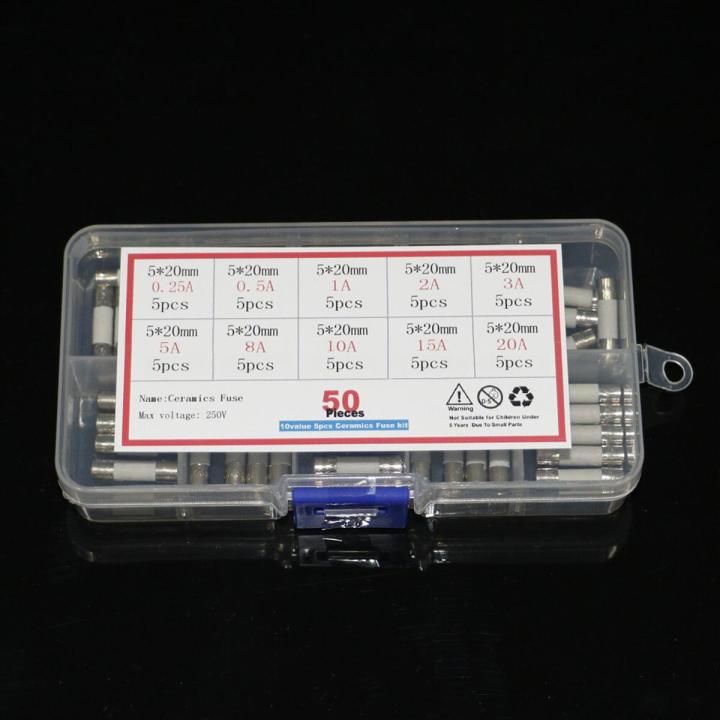 5*20mm 5*20mm 5*20mm 5*20mm 5*20mm
0.25A 0.5A 1A 2A 3A
5pcs 5pcs 5pcs 5pcs 5pcs
5*20mm 5*20mm 5*20mm 5*20mm 5*20mm
5A 8A 10A 15A 20A
5pcs 5pcs 5pcs 5pcs 5pcs
Name:Ceramics Fuse
Max voltage: 250V
50
Pieces
10value 5pcs Ceramics Fuse kit
Warning
Not Suitable for Children Under
5 Years Due To Small Parts